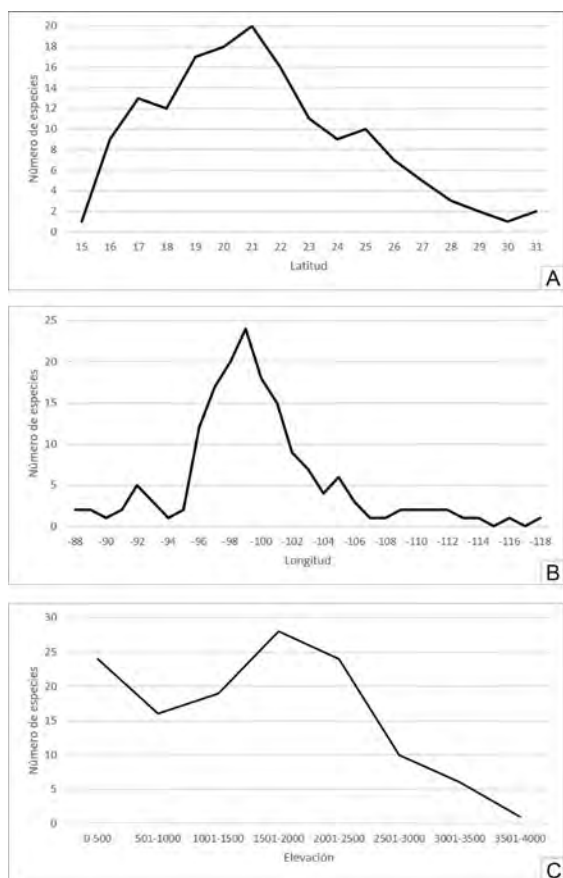 20
18
16
14
12
10
8
6
4
2
0
Número de especies
15 16 17 18 19 20 21 22 23 24 25 26 27 28 29 30 31
Latitud
A
25
20
15
10
5
0
Número de especies
-88 -90 -92 -94 -96 -98 -100 -102 -104 -106 -108 -110 -112 -114 -116 -118
Longitud
B
30
25
20
15
10
5
0
Número de especies
0-500 501-1000 1001-1500 1501-2000 2001-2500 2501-3000 3001-3500 3501-4000
Elevación
C